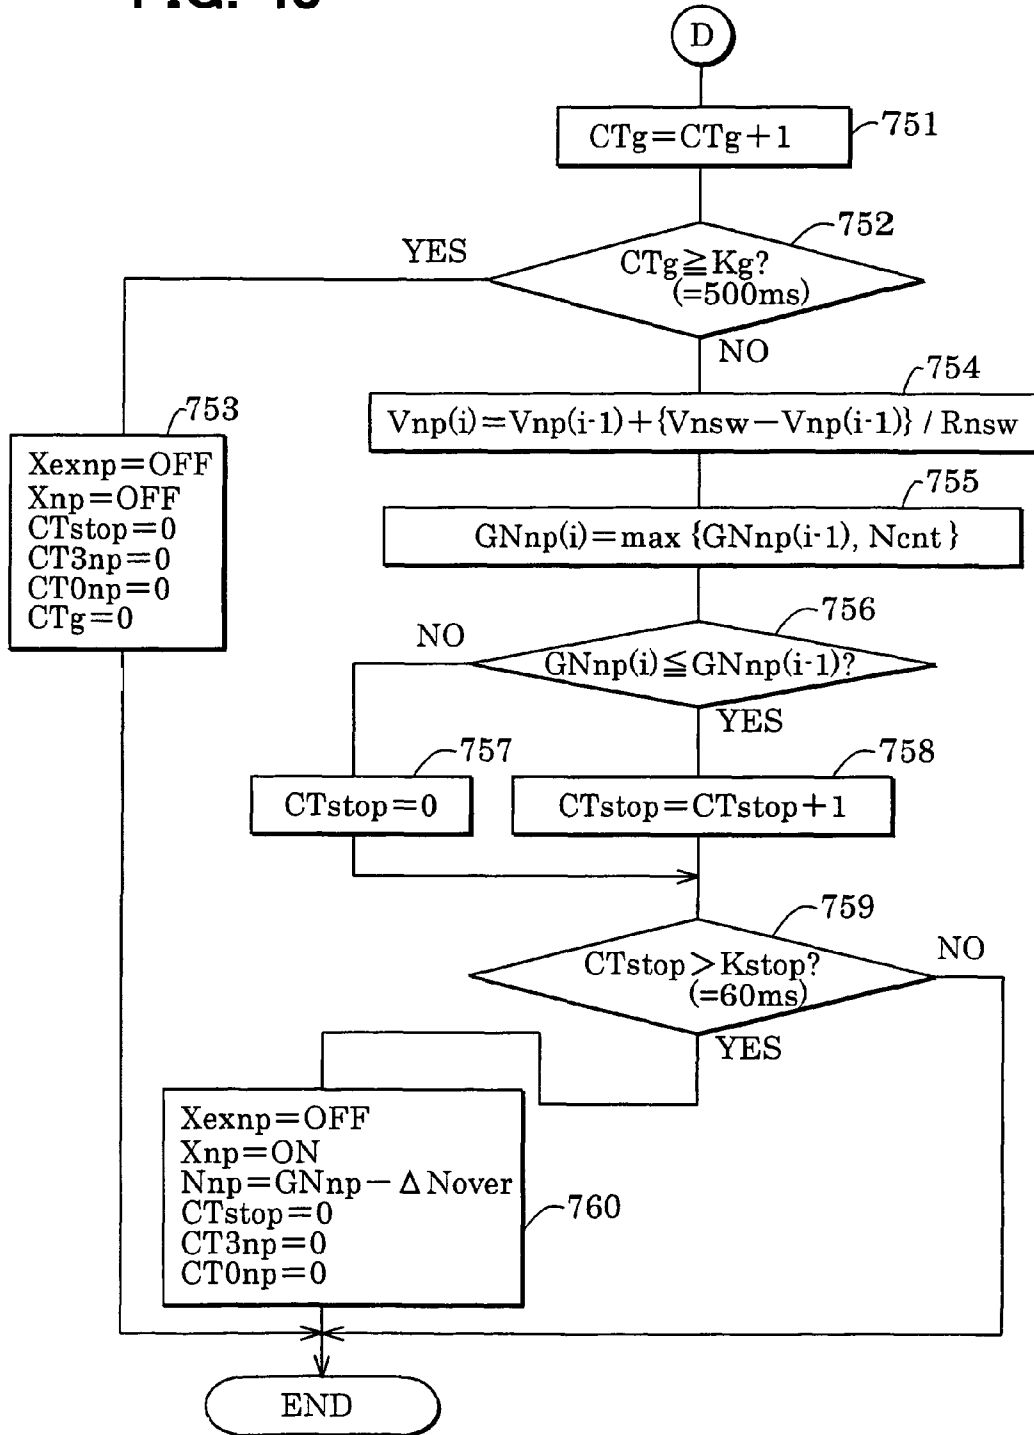 D
CTg=CTg+1
751
752
YES
CTg≧Kg?
(=500ms)
NO
754
Vnp(i)=Vnp(i-1)+{Vnsw−Vnp(i-1)} / Rnsw
753
Xexnp=OFF
Xnp=OFF
CTstop=0
CT3np=0
CT0np=0
CTg=0
755
GNnp(i)=max {GNnp(i-1), Ncnt }
756
NO
GNnp(i)≦GNnp(i-1)?
YES
757
758
CTstop=0
CTstop=CTstop+1
759
NO
CTstop>Kstop?
(=60ms)
YES
Xexnp=OFF
Xnp=ON
Nnp=GNnp−Δ Nover
CTstop=0
CT3np=0
CT0np=0
760
END